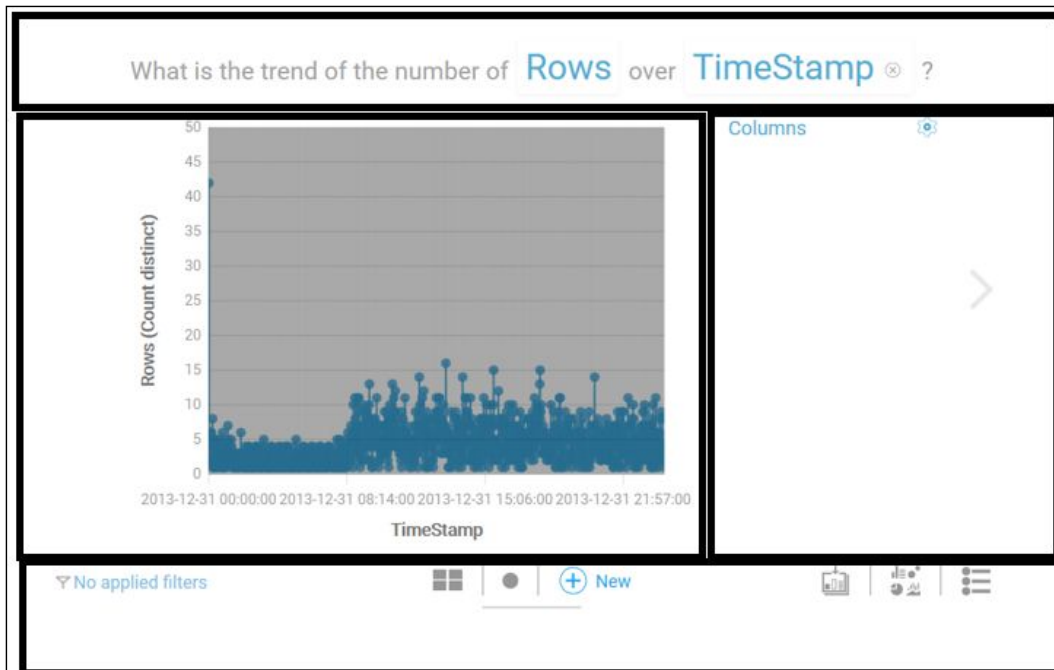 What is the trend of the number of Rows over TimeStamp ?
Columns
50
45
40
35
30
25
20
15
10
5
0
Rows (Count distinct)
2013-12-31 00:00:00 2013-12-31 08:14:00 2013-12-31 15:06:00 2013-12-31 21:57:00
TimeStamp
No applied filters
New